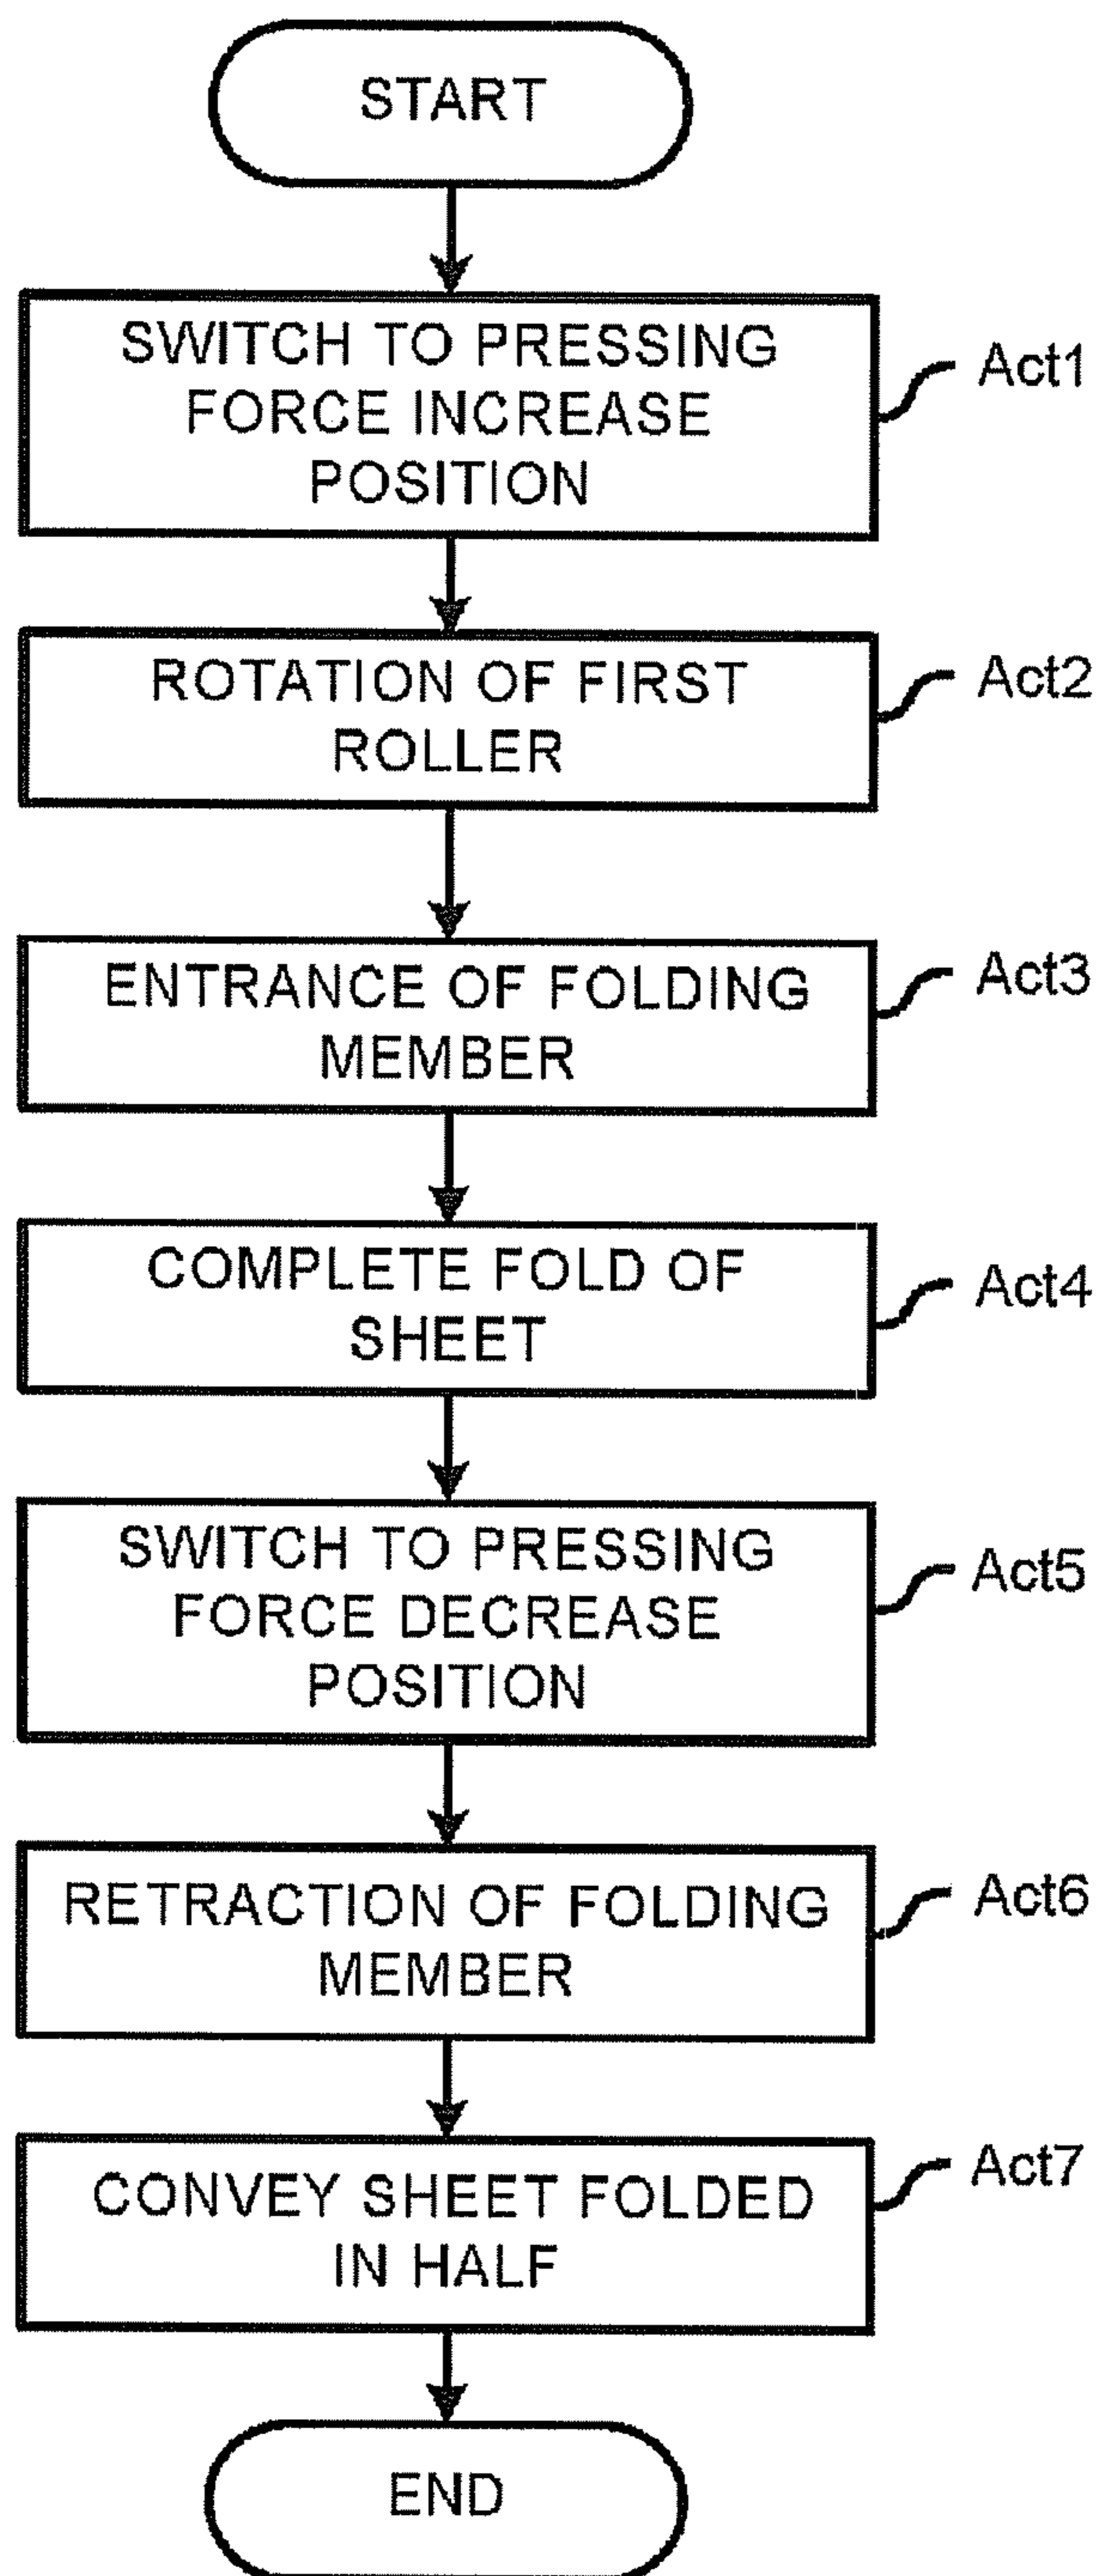 START
SWITCH TO PRESSING
FORCE INCREASE
POSITION
Act1
ROTATION OF FIRST
ROLLER
Act2
ENTRANCE OF FOLDING
MEMBER
Act3
COMPLETE FOLD OF
SHEET
Act4
SWITCH TO PRESSING
FORCE DECREASE
POSITION
Act5
RETRACTION OF FOLDING
MEMBER
Act6
CONVEY SHEET FOLDED
IN HALF
Act7
END